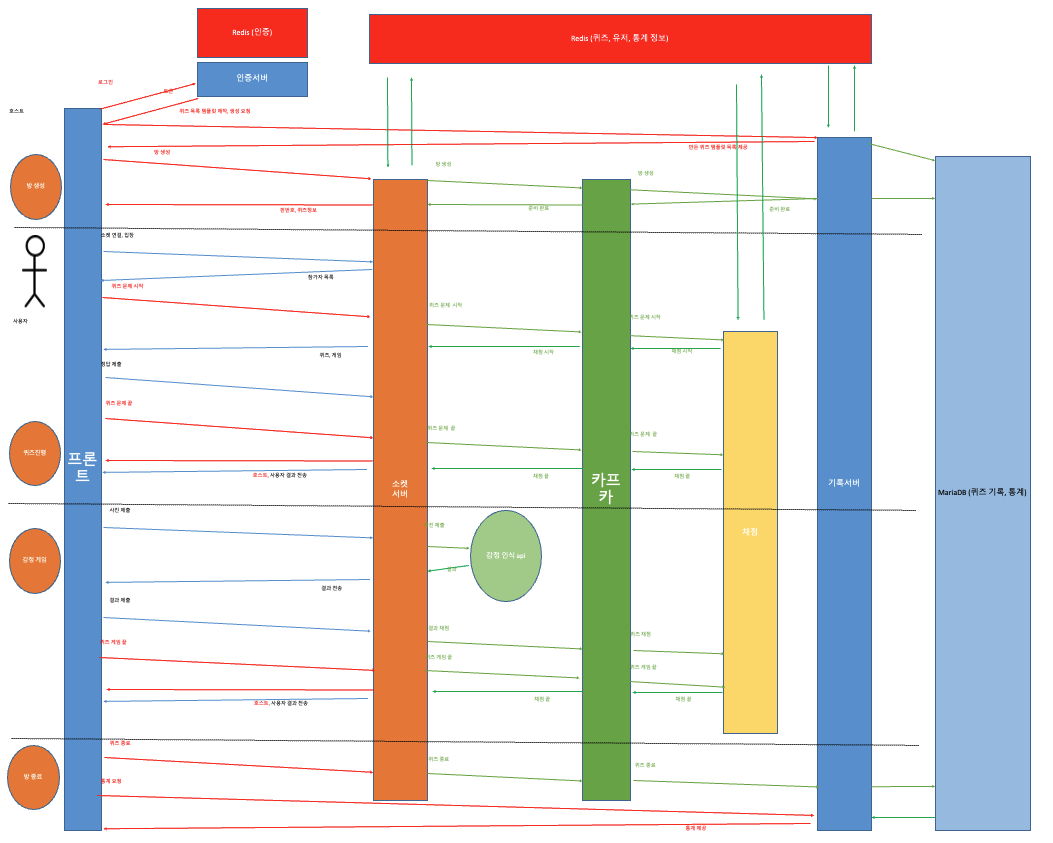 Redis (인증)
Redis (퀴즈, 유저, 통계 정보)
인증서버
로그인
토큰
호스트
퀴즈 목록 템플릿 제작, 생성 요청
만든 퀴즈 템플릿 목록 제공
방 생성
방 생성
방 생성
방 생성
핀번호, 퀴즈정보
준비 완료
준비 완료
소켓 연결, 입장
참가자 목록
퀴즈 문제 시작
사용자
퀴즈 문제 시작
퀴즈 문제 시작
퀴즈, 게임
채점 시작
채점 시작
정답 제출
퀴즈 문제 끝
퀴즈 문제 끝
퀴즈 문제 끝
퀴즈진행
프론
트
호스트, 사용자 결과 전송
채점 끝
채점 끝
소켓
서버
카프
카
기록서버
MariaDB (퀴즈 기록, 통계)
사진 제출
진 제출
채점
감정 게임
감정 인식 api
결과
결과 전송
결과 제출
결과 채점
퀴즈 채점
퀴즈 게임 끝
퀴즈 게임 끝
퀴즈 게임 끝
호스트, 사용자 결과 전송
채점 끝
채점 끝
퀴즈 종료
퀴즈 종료
퀴즈 종료
방 종료
통계 요청
통계 제공